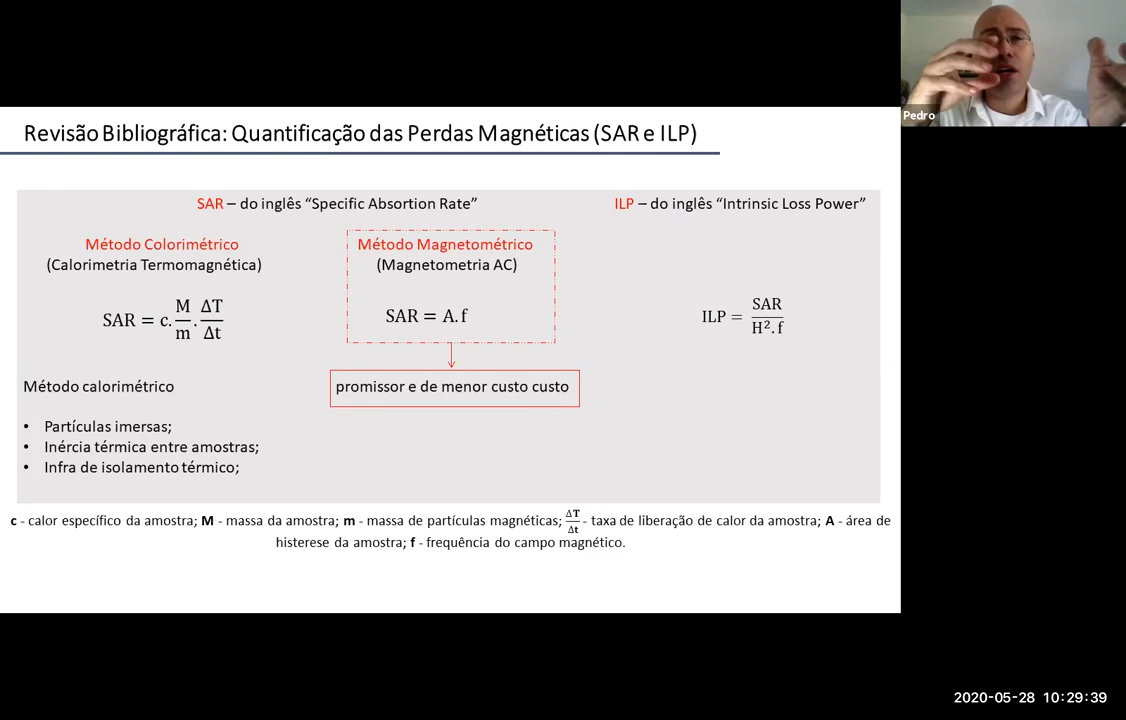 Pedro
Revisão Bibliográfica: Quantificação das Perdas Magnéticas (SAR e ILP)
SAR – do inglês “Specific Absortion Rate”
ILP – do inglês “Intrinsic Loss Power”
Método Colorimétrico
(Calorimetria Termomagnética)
SAR = c. M/m . ΔT/Δt
Método Magnetométrico
(Magnetometria AC)
SAR = A. f
ILP = SAR/H². f
promissor e de menor custo custo
Método calorimétrico
• Partículas imersas;
• Inércia térmica entre amostras;
• Infra de isolamento térmico;
c - calor específico da amostra; M - massa da amostra; m - massa de partículas magnéticas; ΔT/Δt - taxa de liberação de calor da amostra; A - área de
histerese da amostra; f - frequência do campo magnético.
2020-05-28 10:29:39